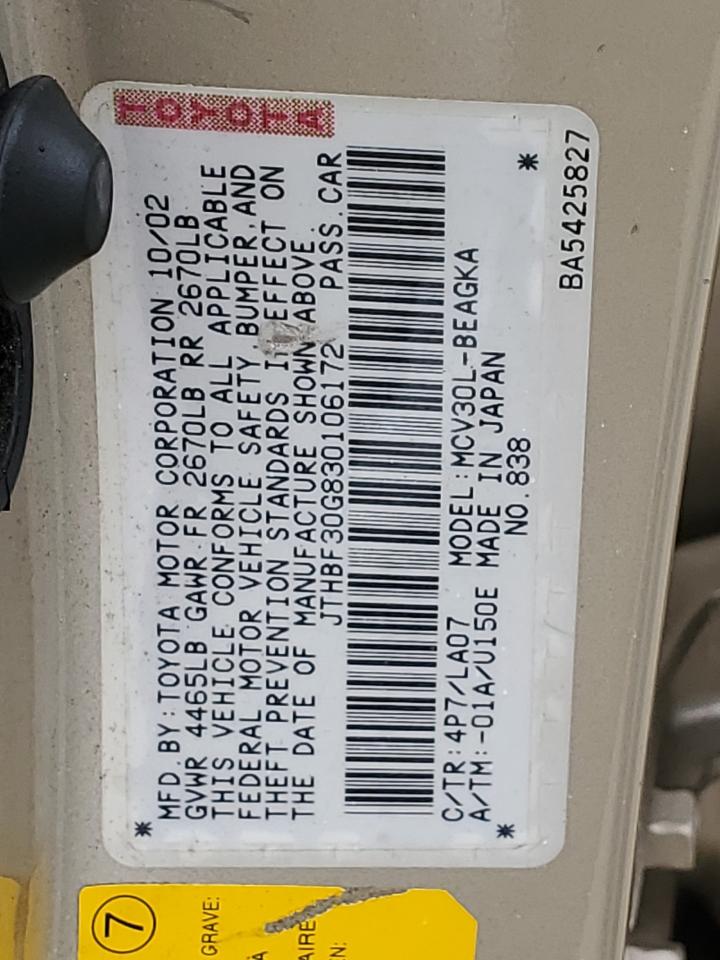 TOYOTA
MFD.BY:TOYOTA MOTOR CORPORATION 10/02
GVWR 4465LB GAWR FR 2670LB RR 2670LB
THIS VEHICLE CONFORMS TO ALL APPLICABLE
FEDERAL MOTOR VEHICLE SAFETY, BUMPER, AND
THEFT PREVENTION STANDARDS IN EFFECT ON
THE DATE OF MANUFACTURE SHOWN ABOVE.
JTHBF30G830106172 PASS.CAR
C/TR:4P7/LA07 MODEL:MCV30L-BEAGKA
A/TM:-01A/U150E MADE IN JAPAN
NO.838
* *
BA5425827
7
GRAVE:
À
AIRE
EN: